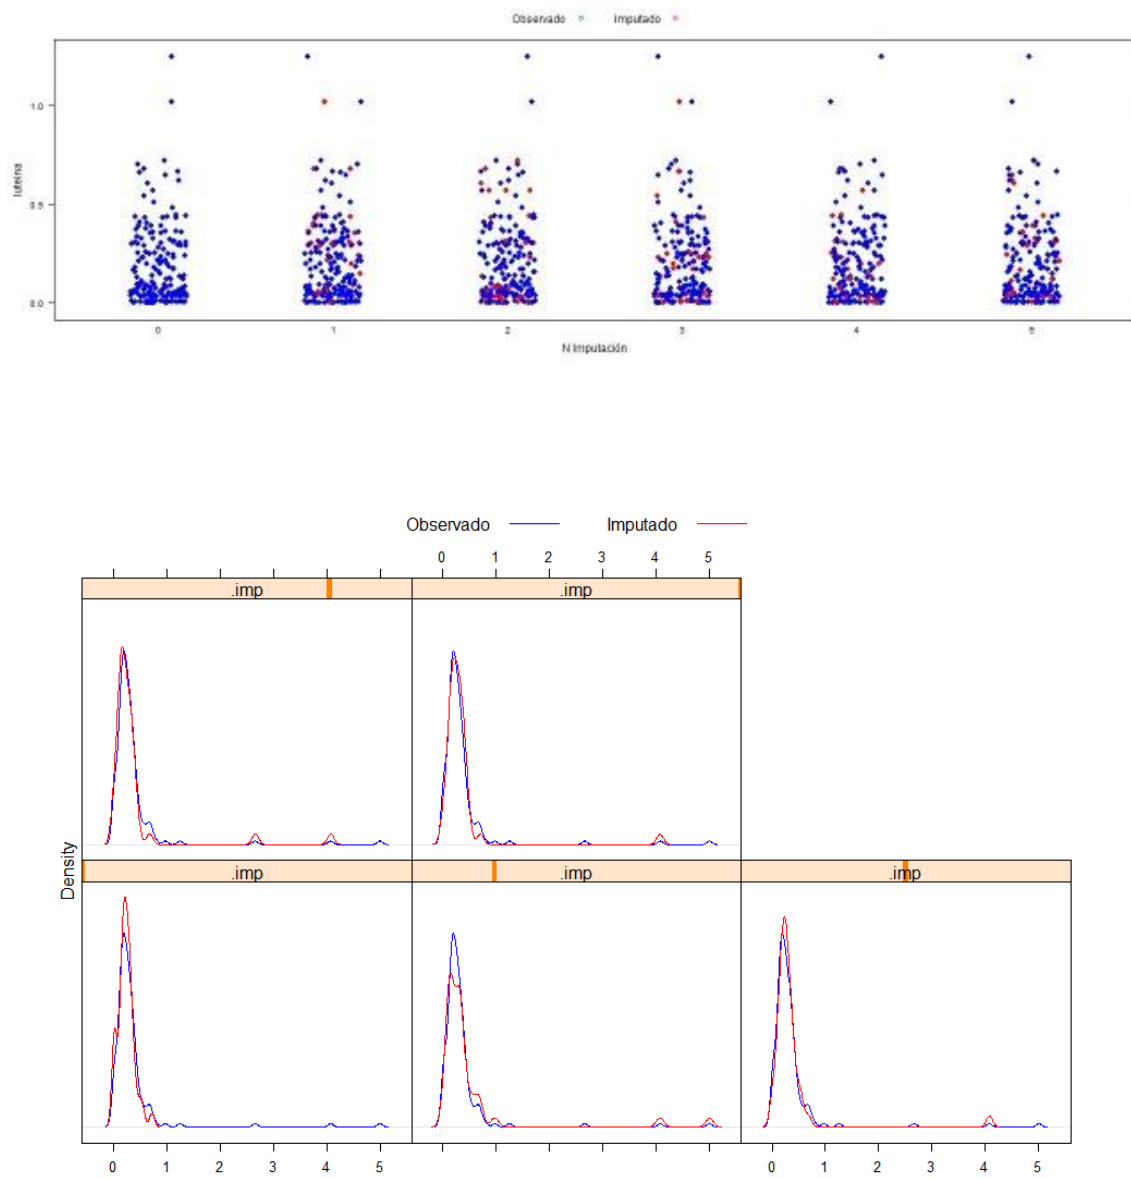 Observado Imputado
1.0
0.5
0.0
luteina
0 1 2 3 4 5
N Imputación
Observado Imputado
0 1 2 3 4 5
.imp .imp
Density
.imp .imp .imp
0 1 2 3 4 5 0 1 2 3 4 5